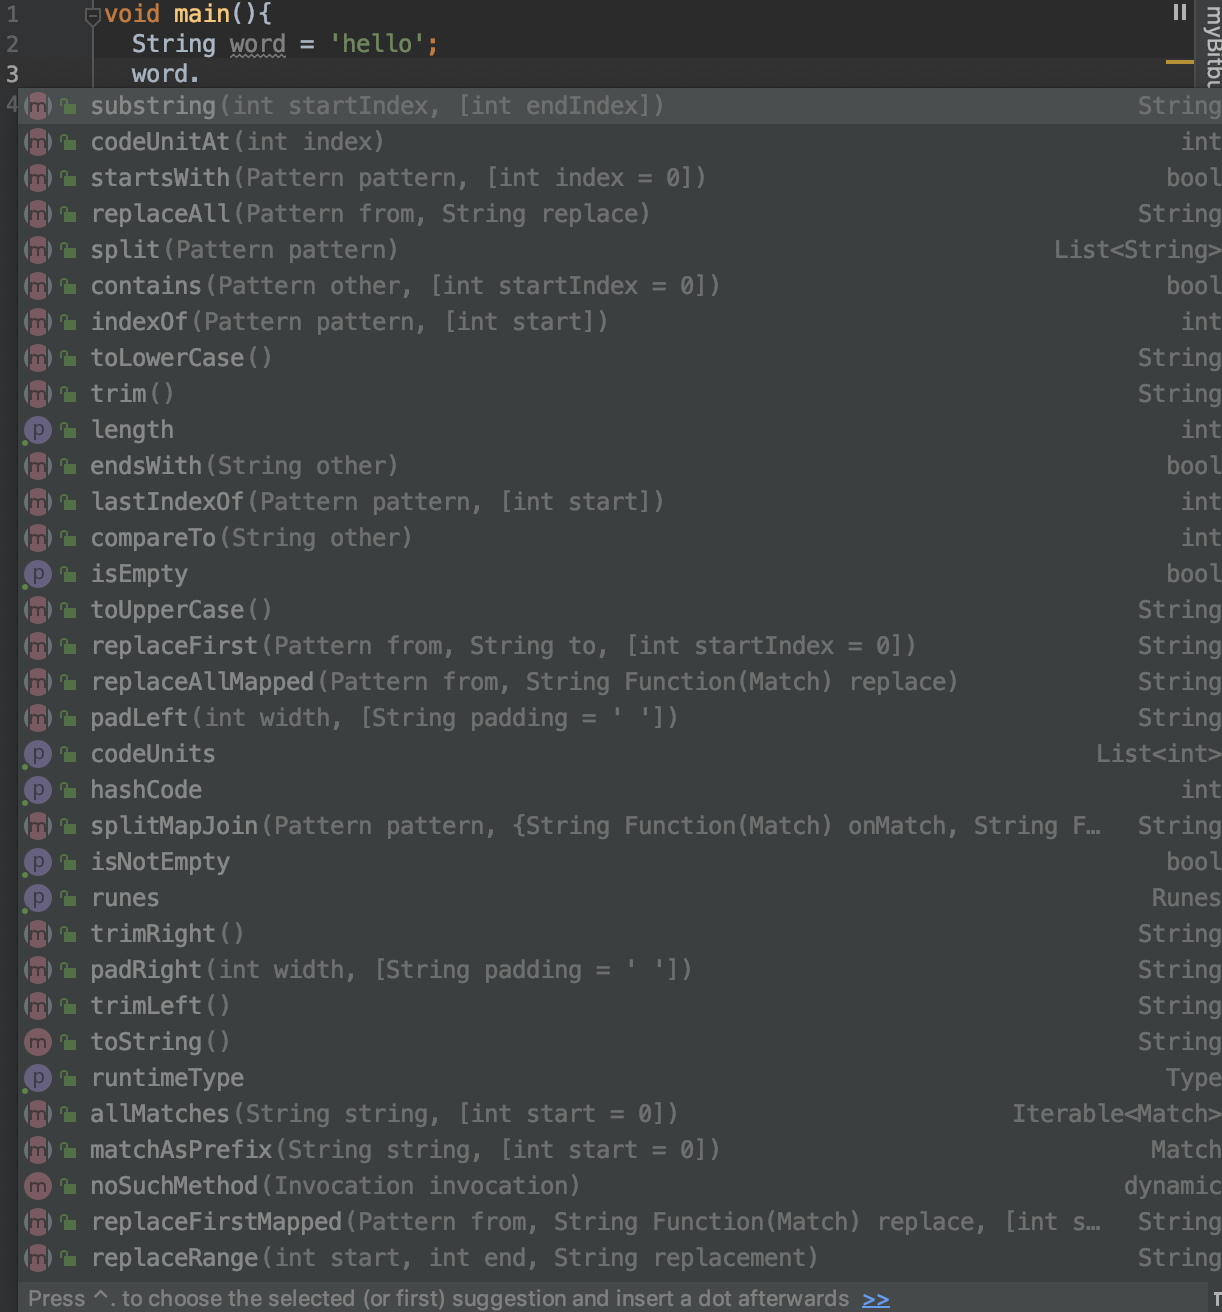 1 void main(){
2 String word = 'hello';
3 word.
4
m substring(int startIndex, [int endIndex]) String
m codeUnitAt(int index) int
m startsWith(Pattern pattern, [int index = 0]) bool
m replaceAll(Pattern from, String replace) String
m split(Pattern pattern) List<String>
m contains(Pattern other, [int startIndex = 0]) bool
m indexOf(Pattern pattern, [int start]) int
m toLowerCase() String
m trim() String
p length int
m endsWith(String other) bool
m lastIndexOf(Pattern pattern, [int start]) int
m compareTo(String other) int
p isEmpty bool
m toUpperCase() String
m replaceFirst(Pattern from, String to, [int startIndex = 0]) String
m replaceAllMapped(Pattern from, String Function(Match) replace) String
m padLeft(int width, [String padding = ' ']) String
p codeUnits List<int>
p hashCode int
m splitMapJoin(Pattern pattern, {String Function(Match) onMatch, String F… String
p isNotEmpty bool
p runes Runes
m trimRight() String
m padRight(int width, [String padding = ' ']) String
m trimLeft() String
m toString() String
p runtimeType Type
m allMatches(String string, [int start = 0]) Iterable<Match>
m matchAsPrefix(String string, [int start = 0]) Match
m noSuchMethod(Invocation invocation) dynamic
m replaceFirstMapped(Pattern from, String Function(Match) replace, [int s… String
m replaceRange(int start, int end, String replacement) String
Press ^. to choose the selected (or first) suggestion and insert a dot afterwards >>